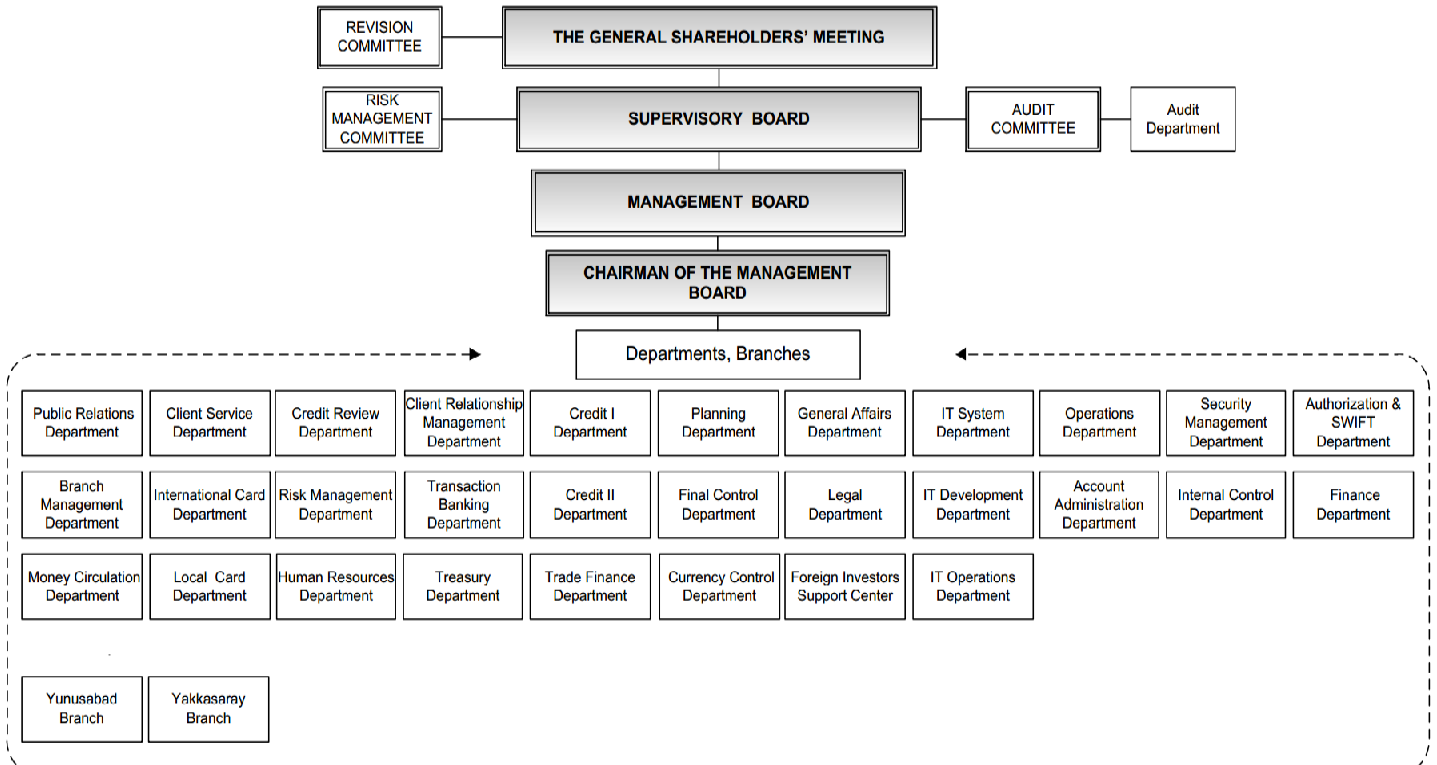 REVISION
COMMITTEE
THE GENERAL SHAREHOLDERS’ MEETING
RISK
MANAGEMENT
COMMITTEE
SUPERVISORY BOARD
AUDIT
COMMITTEE
Audit
Department
MANAGEMENT BOARD
CHAIRMAN OF THE MANAGEMENT
BOARD
Departments, Branches
Public Relations
Department
Client Service
Department
Credit Review
Department
Client Relationship
Management
Department
Credit I
Department
Planning
Department
General Affairs
Department
IT System
Department
Operations
Department
Security
Management
Department
Authorization &
SWIFT
Department
Branch
Management
Department
International Card
Department
Risk Management
Department
Transaction
Banking
Department
Credit II
Department
Final Control
Department
Legal
Department
IT Development
Department
Account
Administration
Department
Internal Control
Department
Finance
Department
Money Circulation
Department
Local Card
Department
Human Resources
Department
Treasury
Department
Trade Finance
Department
Currency Control
Department
Foreign Investors
Support Center
IT Operations
Department
Yunusabad
Branch
Yakkasaray
Branch